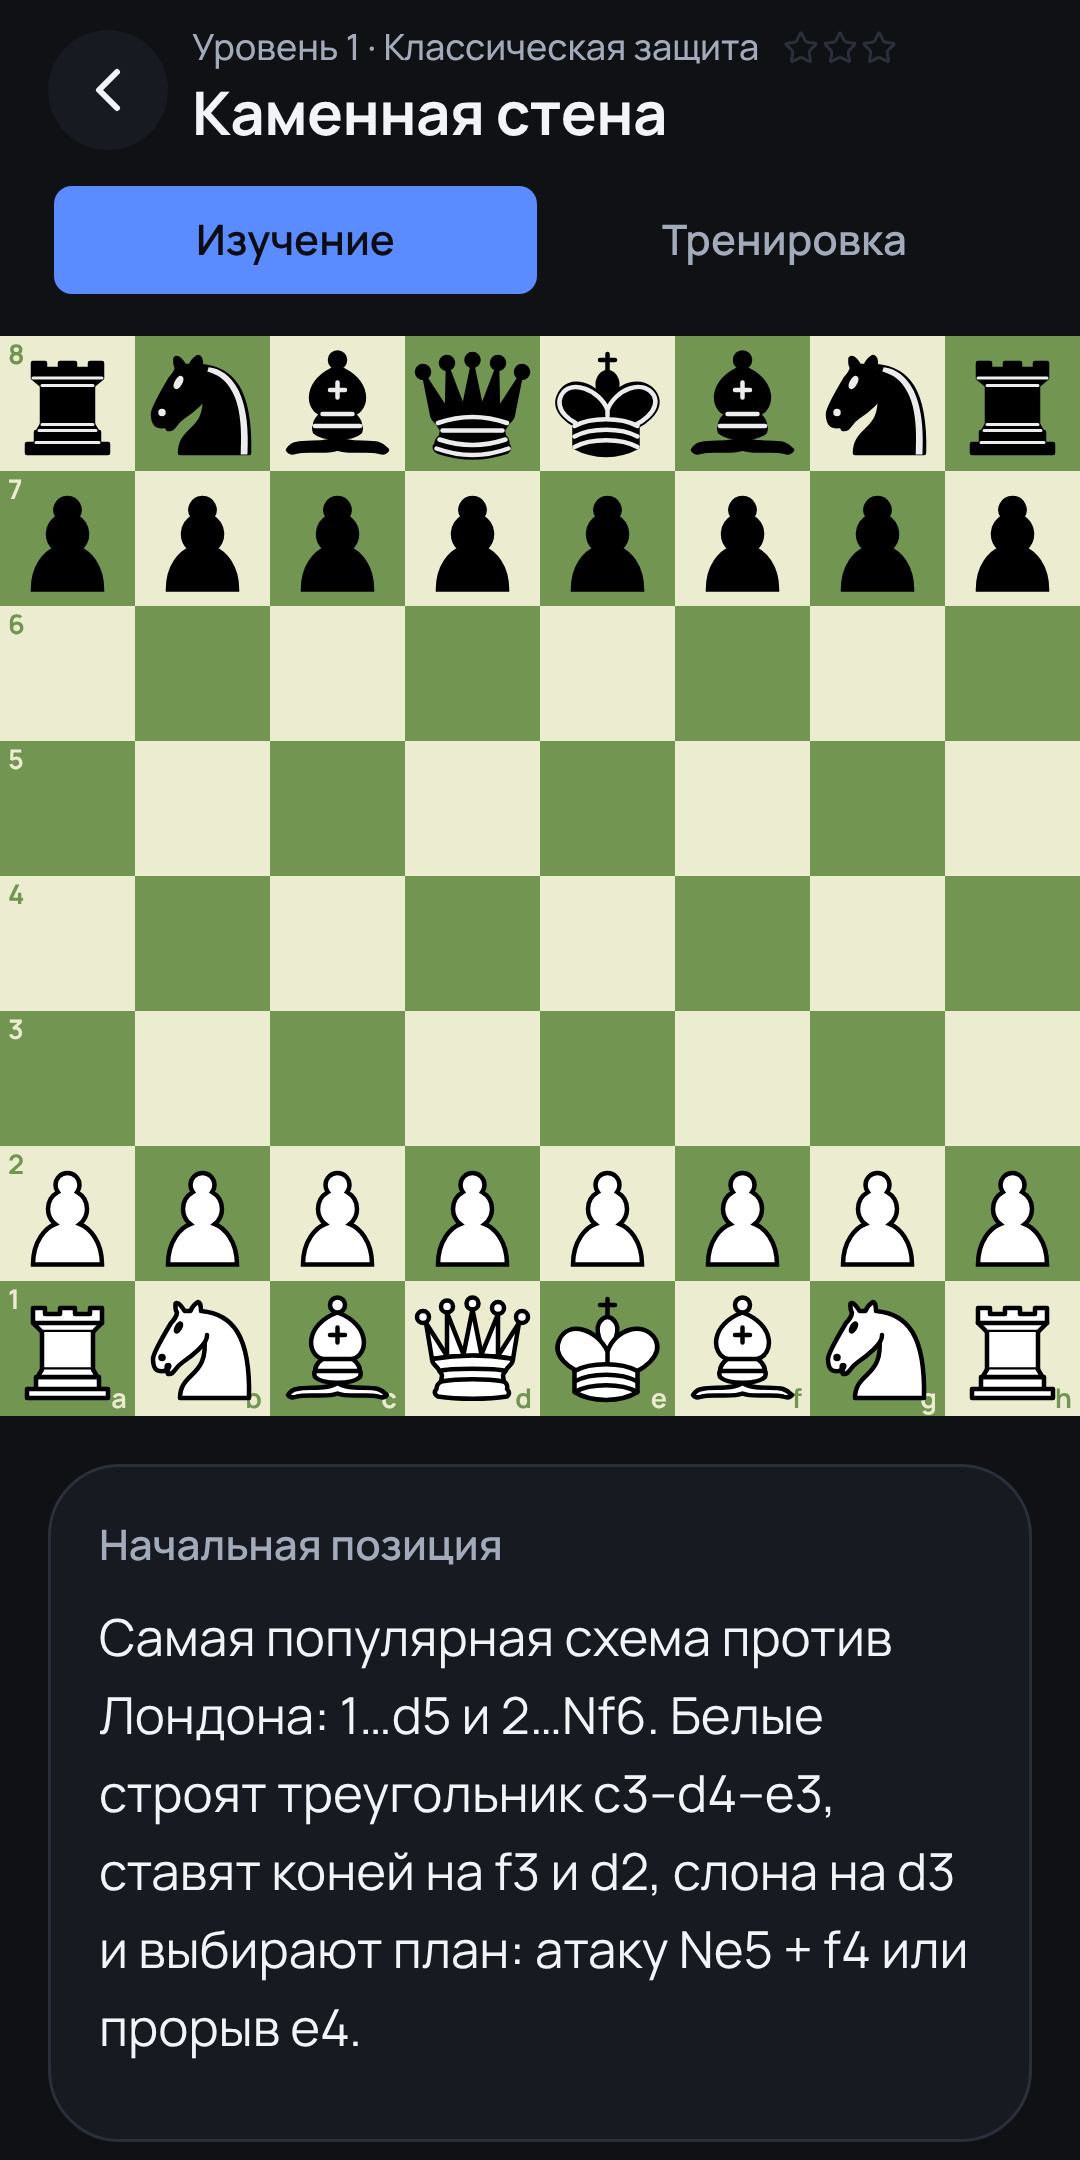 Уровень 1 · Классическая защита
Каменная стена
Изучение
Тренировка
8
7
6
5
4
3
2
1
a
b
c
d
e
f
g
h
Начальная позиция
Самая популярная схема против
Лондона: 1...d5 и 2...Nf6. Белые
строят треугольник c3–d4–e3,
ставят коней на f3 и d2, слона на d3
и выбирают план: атаку Ne5 + f4 или
прорыв e4.